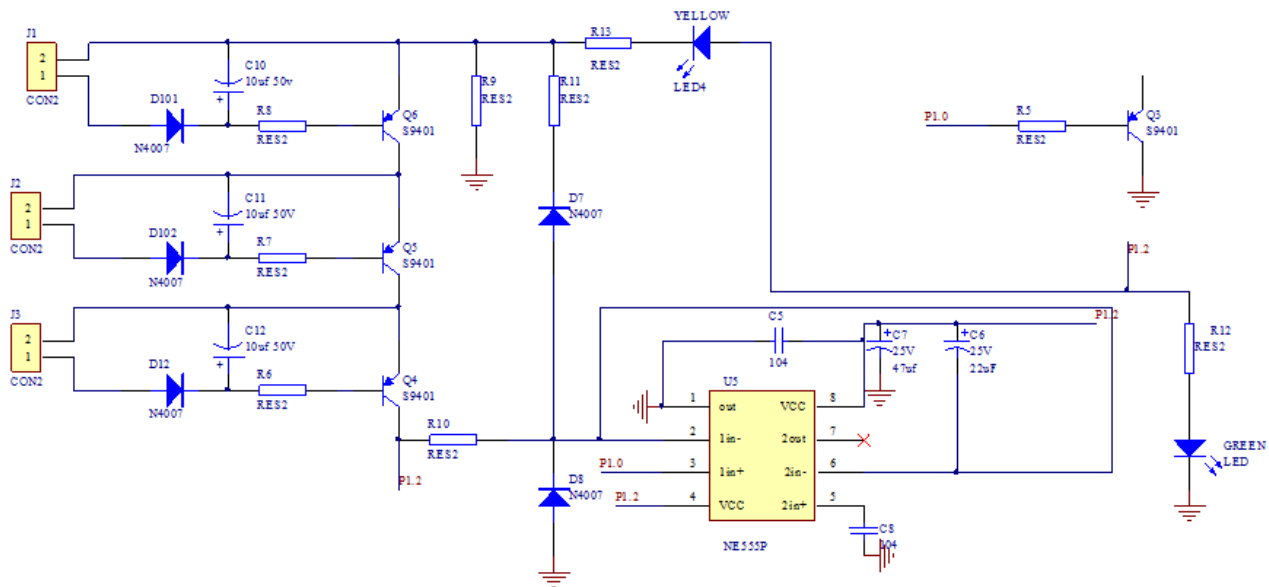 J1
2
1
CON2
D101
N4007
C10
10uf 50v
R8
RES2
Q6
S9401
R9
RES2
R11
RES2
R13
RES2
YELLOW
LED4
P1.0
R5
RES2
Q3
S9401
J2
2
1
CON2
D102
N4007
C11
10uf 50V
R7
RES2
Q5
S9401
D7
N4007
P1.2
J3
2
1
CON2
D12
N4007
C12
10uf 50V
R6
RES2
Q4
S9401
P1.2
R10
RES2
D8
N4007
C5
104
C7
25V
47uf
C6
25V
22uF
P1.2
R12
RES2
GREEN
LED
U5
1 out VCC 8
2 1in- 2out 7
3 1in+ 2in- 6
4 VCC 2in+ 5
P1.0
P1.2
NE555P
C8
104